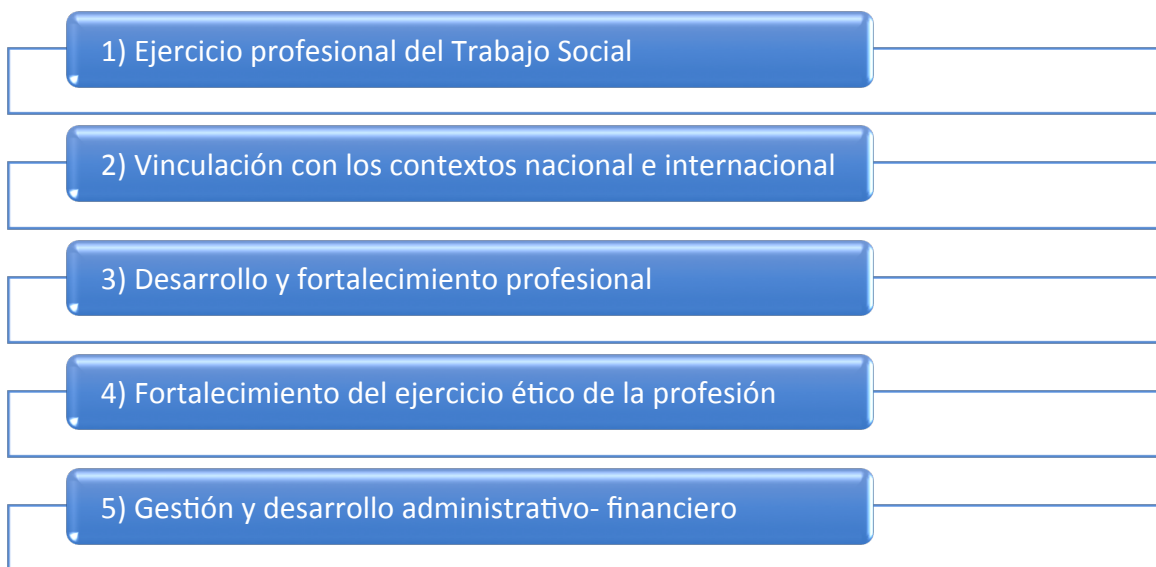 1) Ejercicio profesional del Trabajo Social
2) Vinculación con los contextos nacional e internacional
3) Desarrollo y fortalecimiento profesional
4) Fortalecimiento del ejercicio ético de la profesión
5) Gestión y desarrollo administrativo- financiero